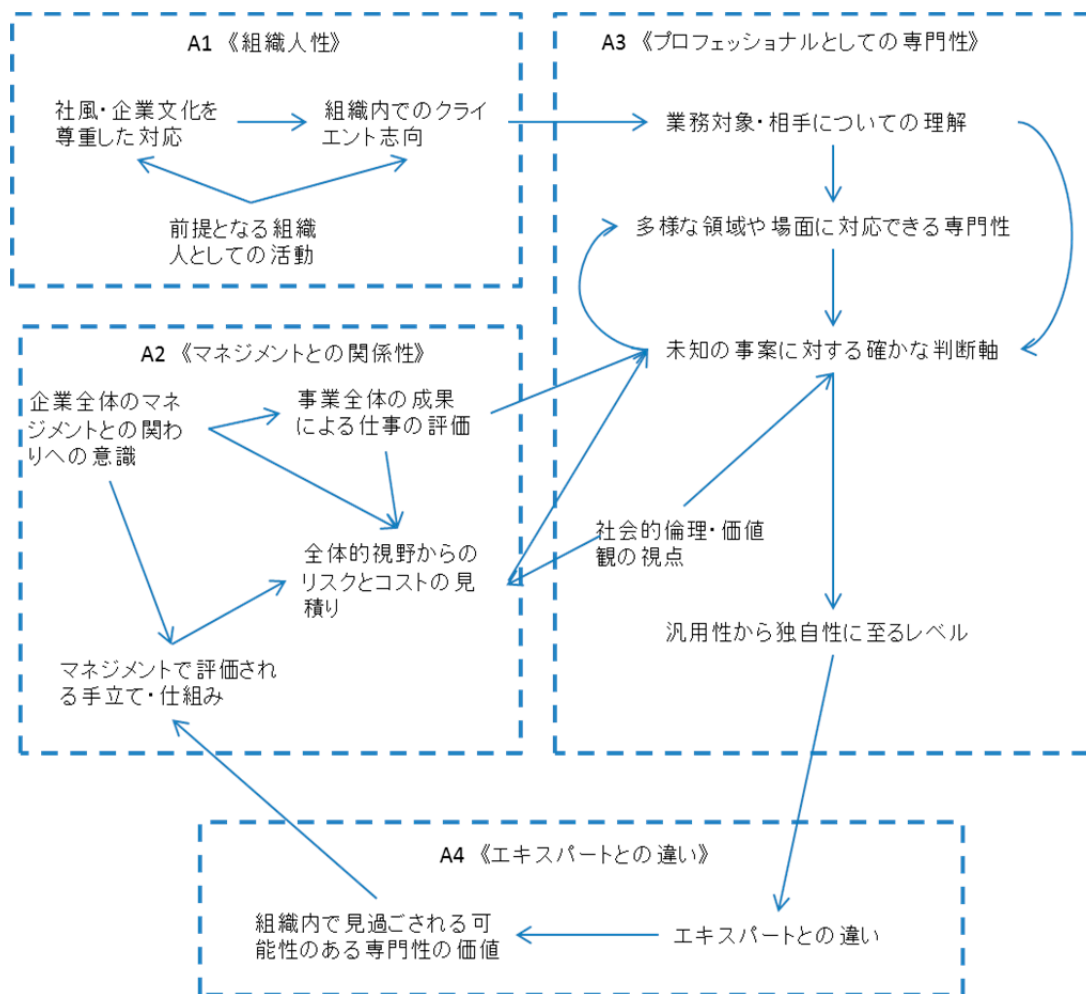 A1 《組織人性》
社風・企業文化を
尊重した対応
組織内でのクライ
エント志向
前提となる組織
人としての活動
A3 《プロフェッショナルとしての専門性》
業務対象・相手についての理解
多様な領域や場面に対応できる専門性
未知の事案に対する確かな判断軸
社会的倫理・価値
観の視点
汎用性から独自性に至るレベル
A2 《マネジメントとの関係性》
企業全体のマネ
ジメントとの関わ
りへの意識
事業全体の成果
による仕事の評価
全体的視野からの
リスクとコストの見
積り
マネジメントで評価され
る手立て・仕組み
A4 《エキスパートとの違い》
組織内で見過ごされる可
能性のある専門性の価値
エキスパートとの違い